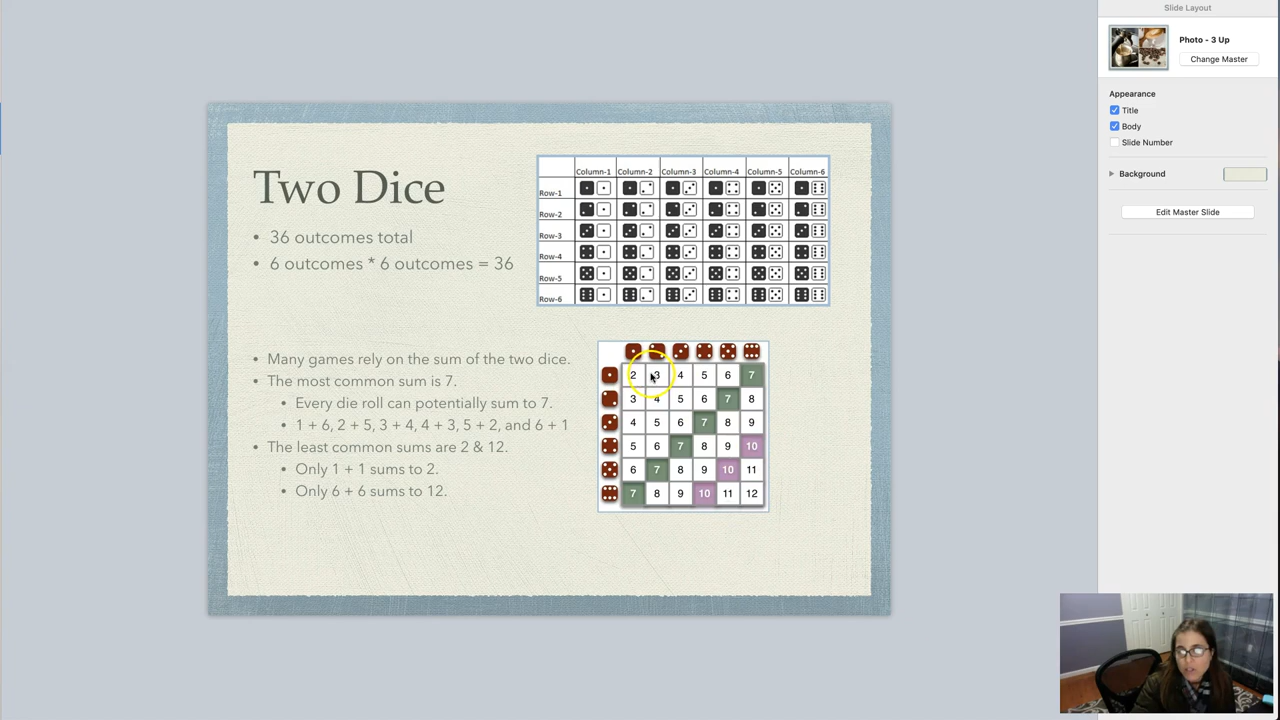 Slide Layout
Photo - 3 Up
Change Master
Appearance
Title
Body
Slide Number
Background
Edit Master Slide
Two Dice
• 36 outcomes total
• 6 outcomes * 6 outcomes = 36
Column-1 Column-2 Column-3 Column-4 Column-5 Column-6
Row-1
Row-2
Row-3
Row-4
Row-5
Row-6
• Many games rely on the sum of the two dice.
• The most common sum is 7.
• Every die roll can potentially sum to 7.
• 1 + 6, 2 + 5, 3 + 4, 4 + 3, 5 + 2, and 6 + 1
• The least common sums are 2 & 12.
• Only 1 + 1 sums to 2.
• Only 6 + 6 sums to 12.
2 3 4 5 6 7
3 4 5 6 7 8
4 5 6 7 8 9
5 6 7 8 9 10
6 7 8 9 10 11
7 8 9 10 11 12